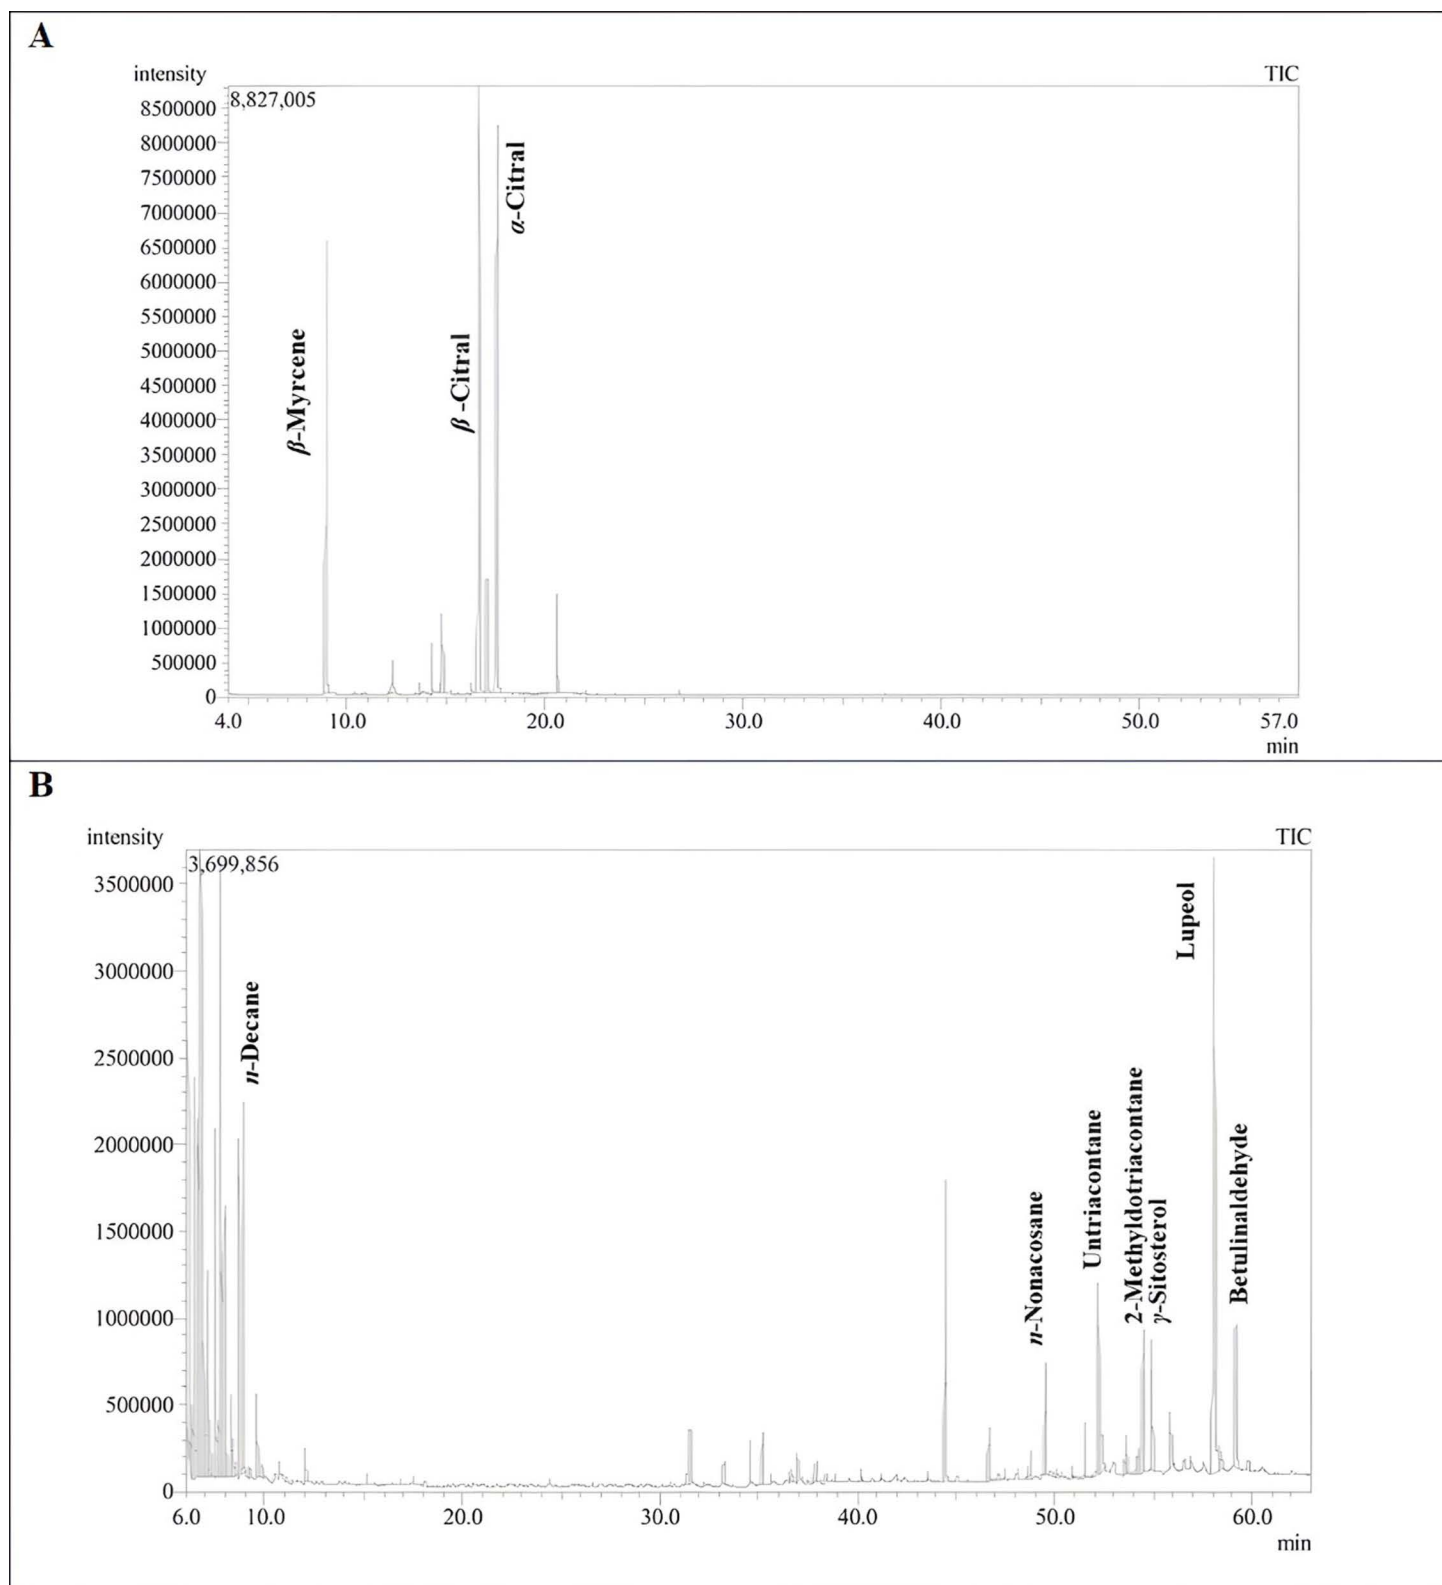 A
intensity
TIC
8,827,005
8500000
8000000
7500000
7000000
6500000
6000000
5500000
5000000
4500000
4000000
3500000
3000000
2500000
2000000
1500000
1000000
500000
0
β-Myrcene
β -Citral
α-Citral
4.0 10.0 20.0 30.0 40.0 50.0 57.0
min
B
intensity
TIC
3,699,856
3500000
3000000
2500000
2000000
1500000
1000000
500000
0
n-Decane
n-Nonacosane
Untriacontane
2-Methyldotriacontane
γ-Sitosterol
Lupeol
Betulinaldehyde
6.0 10.0 20.0 30.0 40.0 50.0 60.0
min